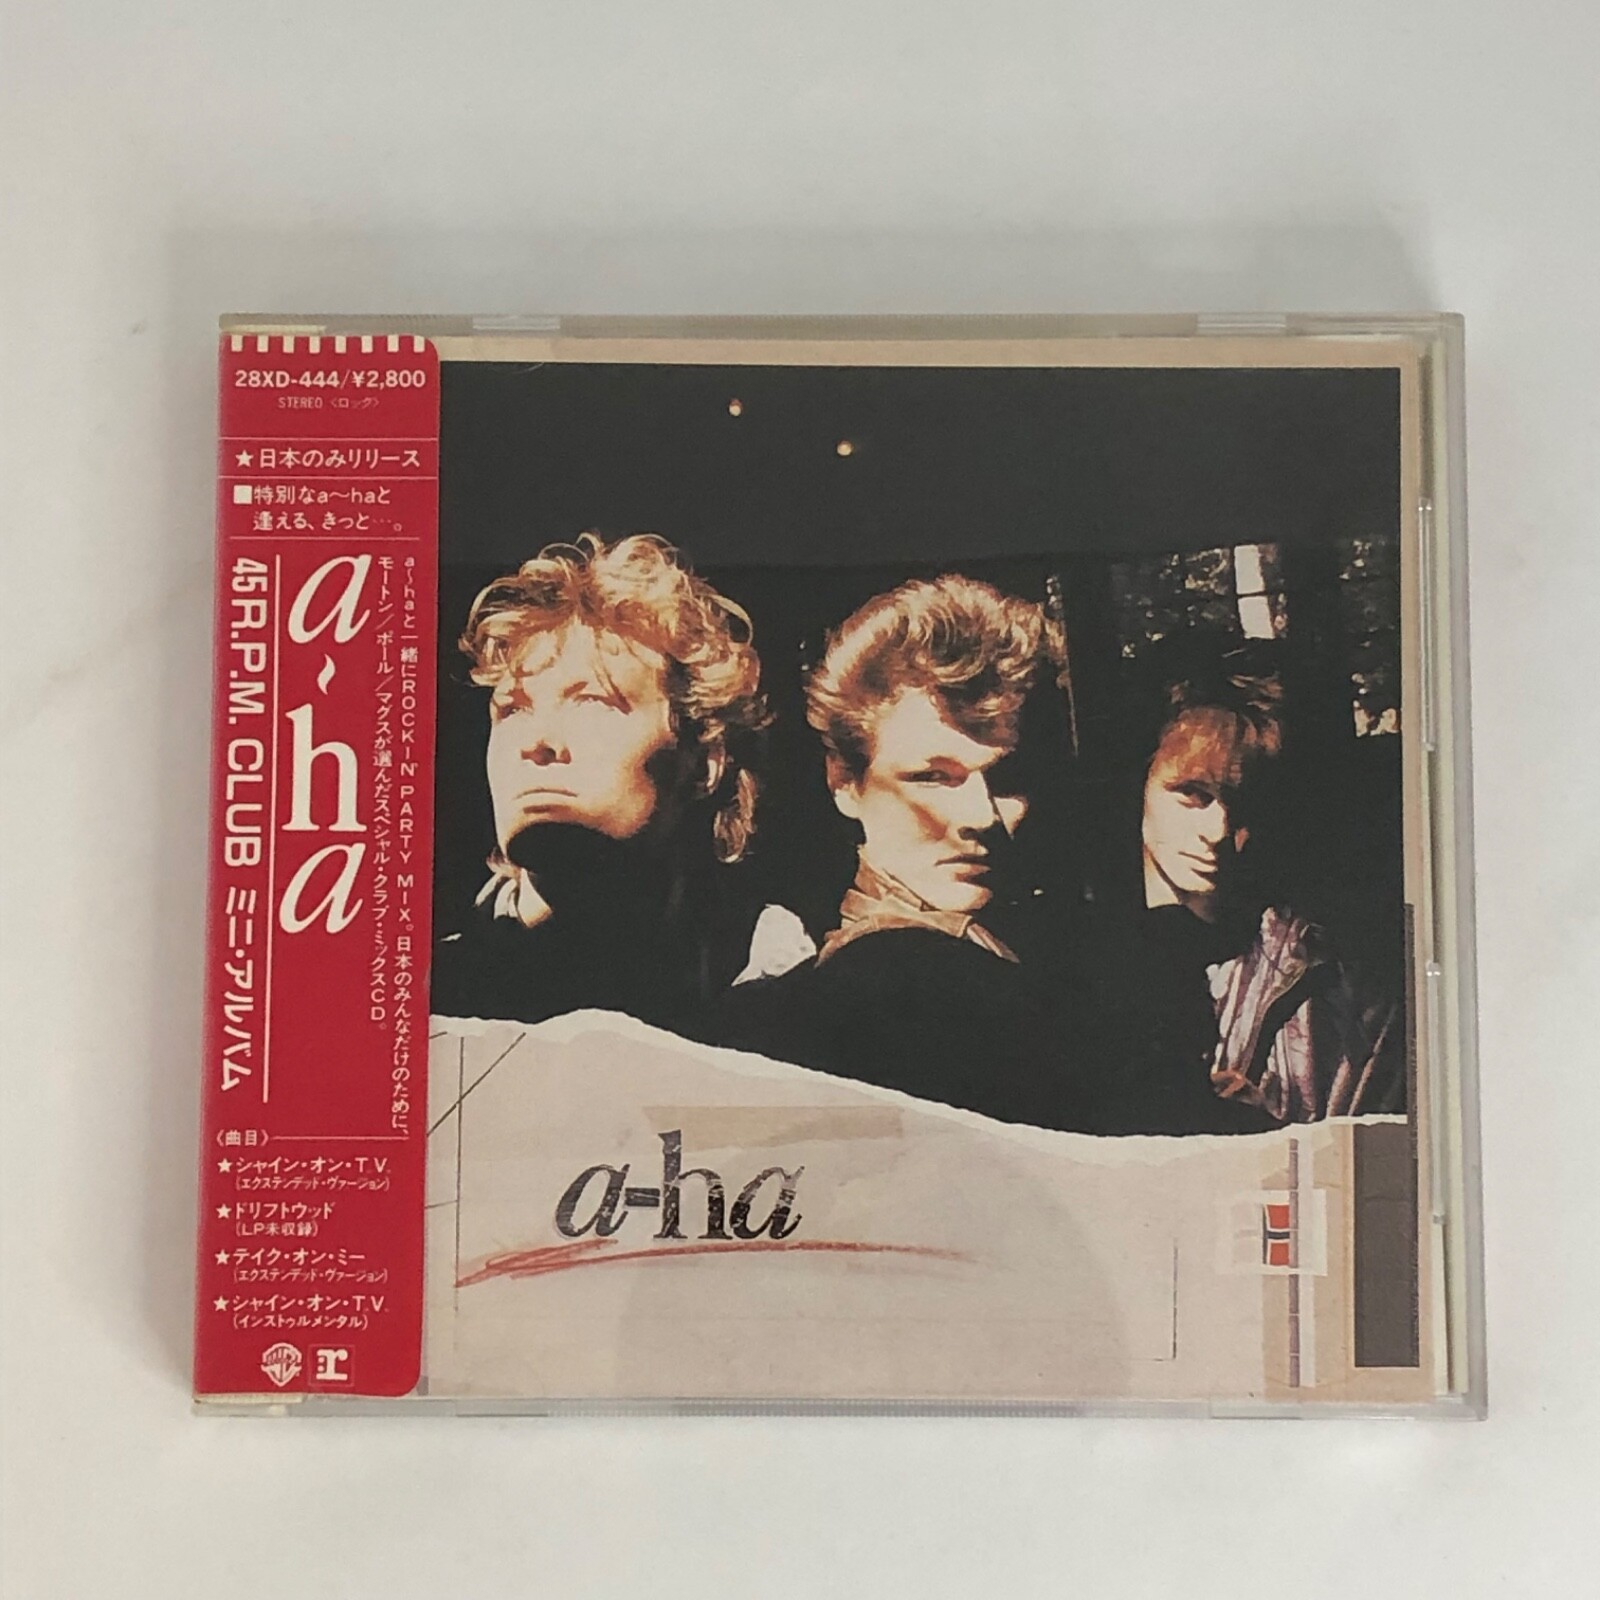 28XD-444/¥2,800
STEREO〈ロック〉
★日本のみリリース
■特別なa〜haと
逢える、きっと…。
a〜haと一緒にROCKIN' PARTY MIX。日本のみんなだけのために、
モートン/ポール/マグスが選んだスペシャル・クラブ・ミックスCD。
a〜ha
45R.P.M. CLUB ミニ・アルバム
《曲目》
★シャイン・オン・T.V.
(エクステンデッド・ヴァージョン)
★ドリフトウッド
(LP未収録)
★テイク・オン・ミー
(エクステンデッド・ヴァージョン)
★シャイン・オン・T.V.
(インストゥルメンタル)
r
a-ha